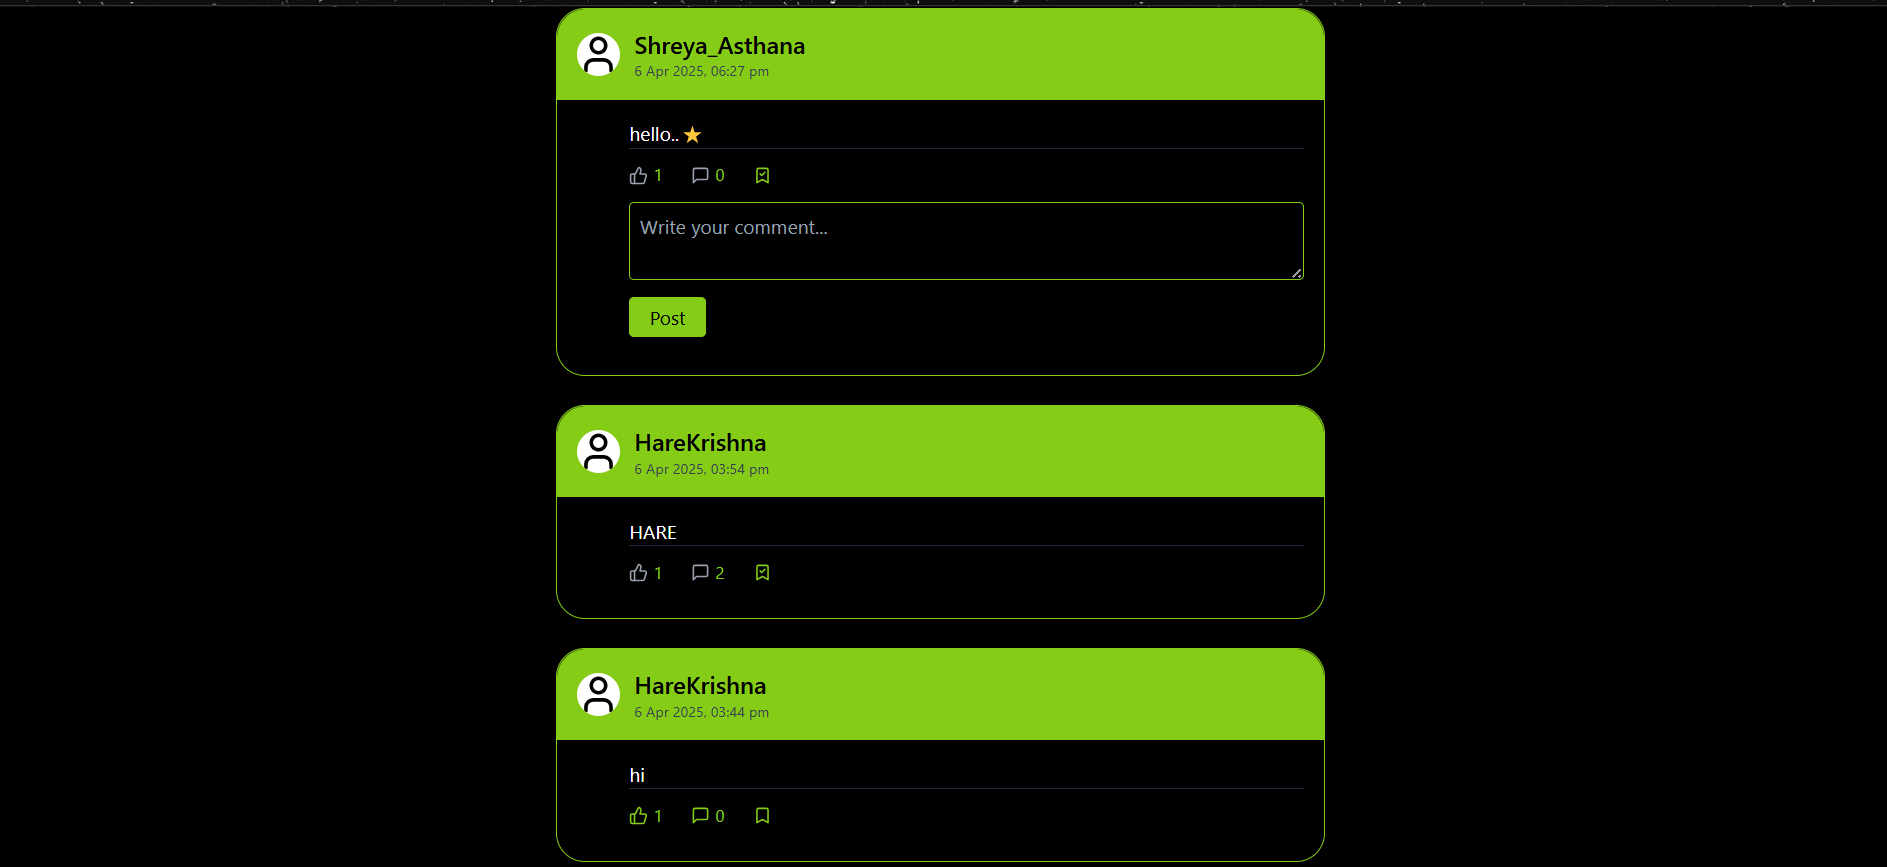 Shreya_Asthana
6 Apr 2025, 06:27 pm
hello.. ⭐
1 0
Write your comment...
Post
HareKrishna
6 Apr 2025, 03:54 pm
HARE
1 2
HareKrishna
6 Apr 2025, 03:44 pm
hi
1 0